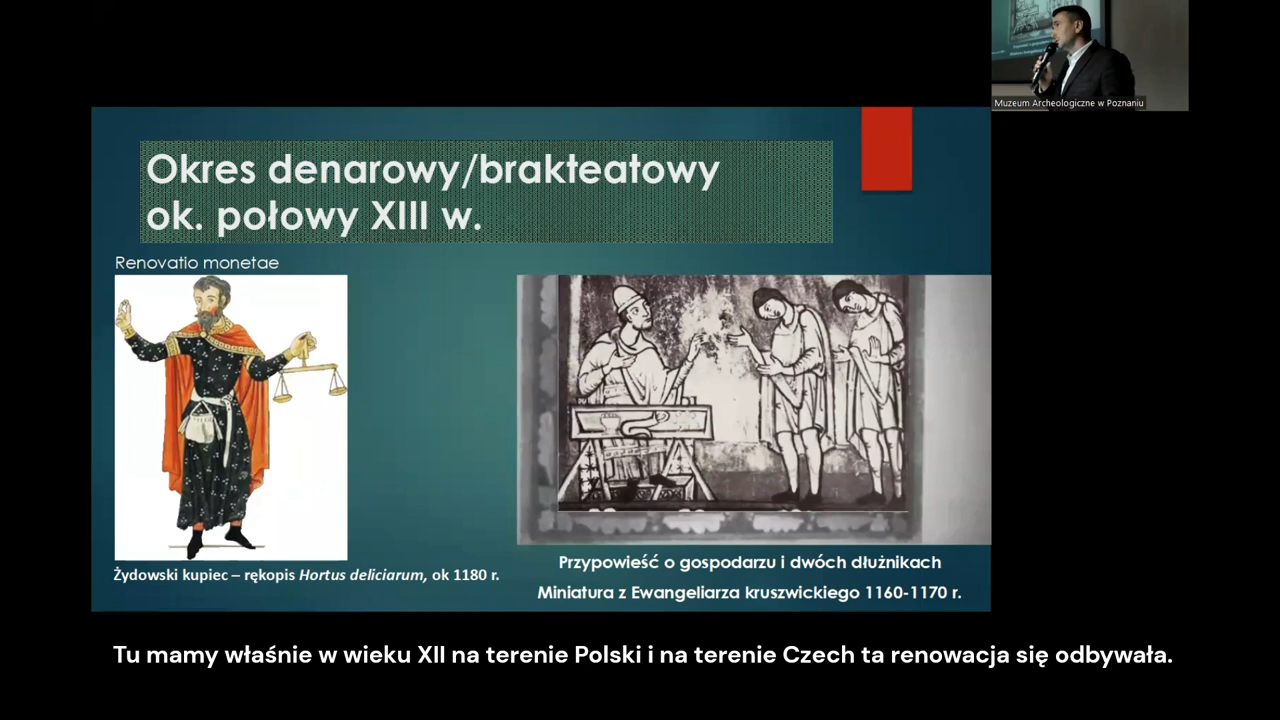 Muzeum Archeologiczne w Poznaniu
Okres denarowy/brakteatowy
ok. połowy XIII w.
Renovatio monetae
Żydowski kupiec – rękopis Hortus deliciarum, ok 1180 r.
Przypowieść o gospodarzu i dwóch dłużnikach
Miniatura z Ewangeliarza kruszwickiego 1160-1170 r.
Tu mamy właśnie w wieku XII na terenie Polski i na terenie Czech ta renowacja się odbywała.